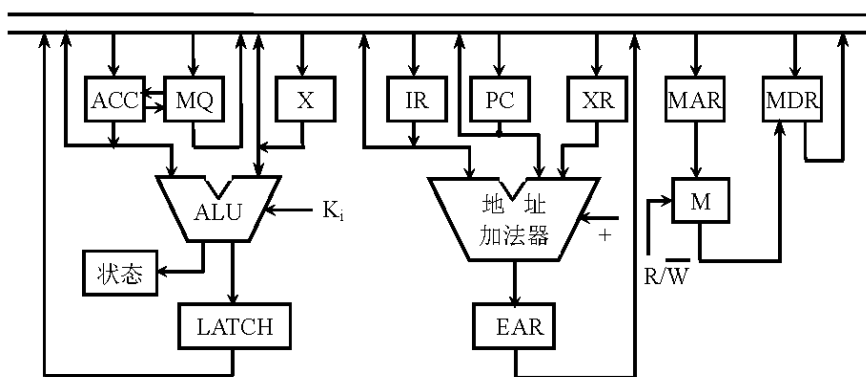 ACC
MQ
X
IR
PC
XR
MAR
MDR
ALU
Kᵢ
地 址
加法器
+
M
R/W̅
状态
LATCH
EAR